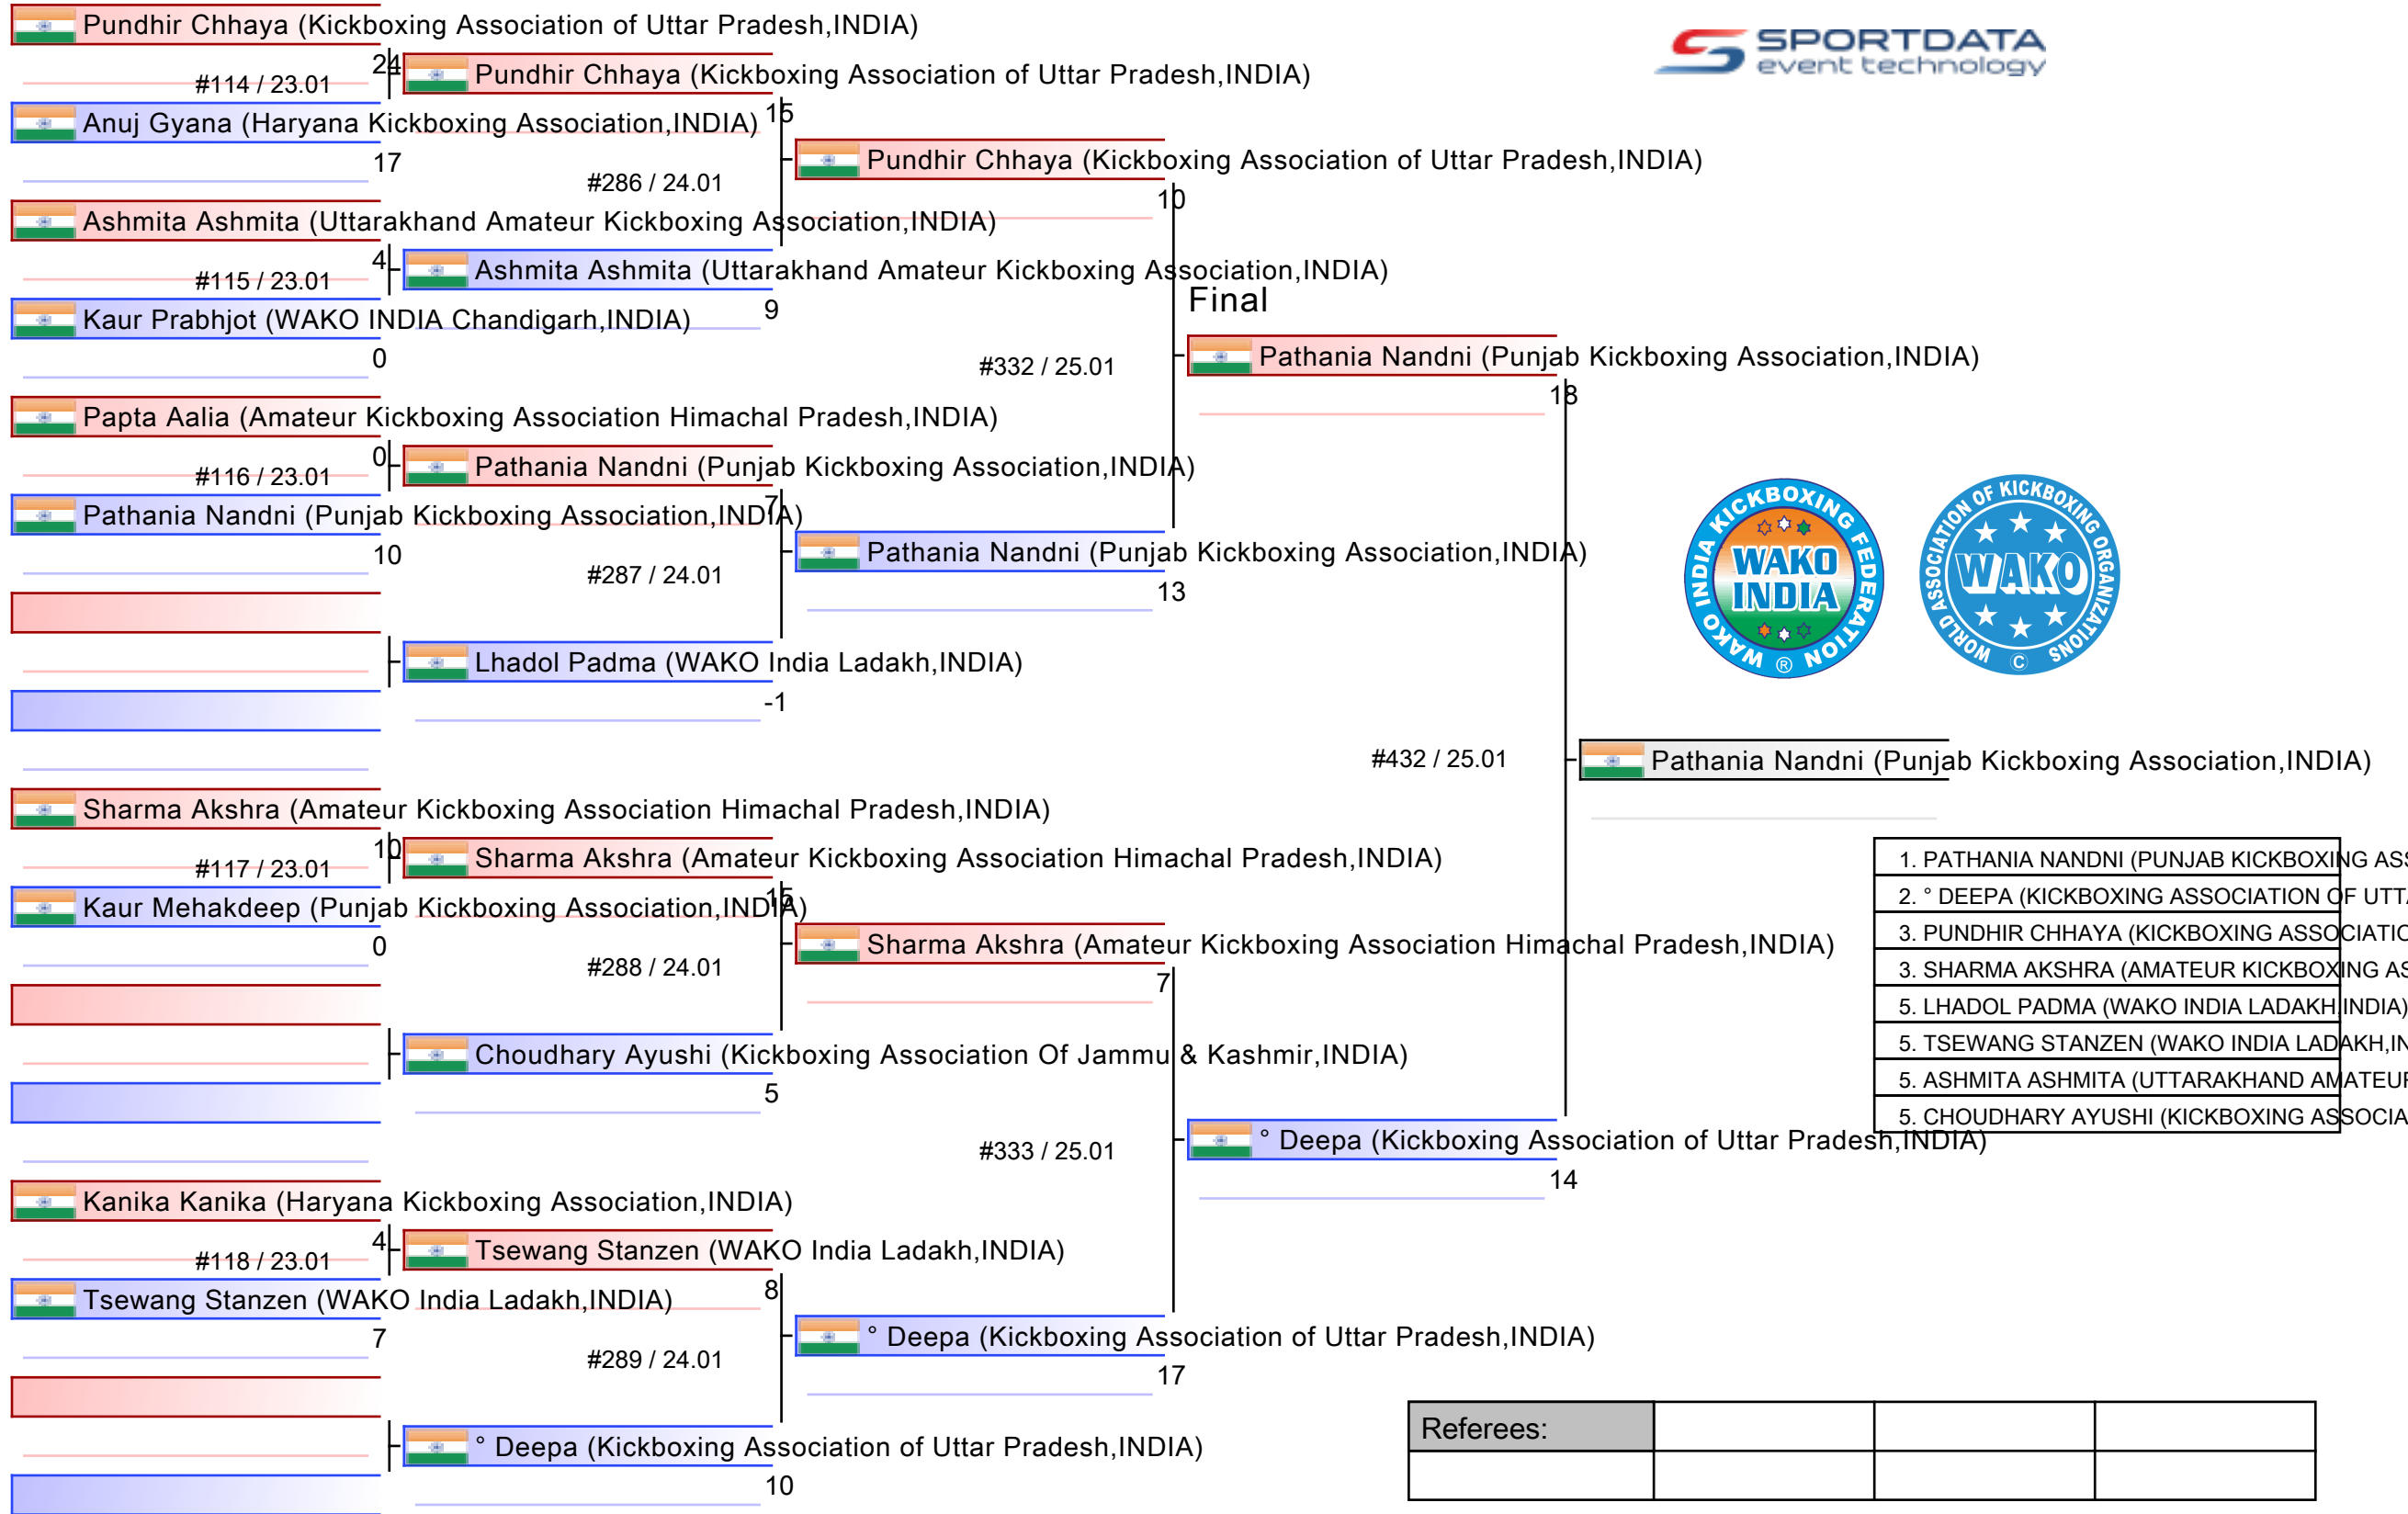 Pundhir Chhaya (Kickboxing Association of Uttar Pradesh,INDIA)
24
#114 / 23.01
Anuj Gyana (Haryana Kickboxing Association,INDIA)
17
Ashmita Ashmita (Uttarakhand Amateur Kickboxing Association,INDIA)
4
#115 / 23.01
Kaur Prabhjot (WAKO INDIA Chandigarh,INDIA)
0
Papta Aalia (Amateur Kickboxing Association Himachal Pradesh,INDIA)
0
#116 / 23.01
Pathania Nandni (Punjab Kickboxing Association,INDIA)
10
Sharma Akshra (Amateur Kickboxing Association Himachal Pradesh,INDIA)
10
#117 / 23.01
Kaur Mehakdeep (Punjab Kickboxing Association,INDIA)
0
Kanika Kanika (Haryana Kickboxing Association,INDIA)
4
#118 / 23.01
Tsewang Stanzen (WAKO India Ladakh,INDIA)
7
Pundhir Chhaya (Kickboxing Association of Uttar Pradesh,INDIA)
15
#286 / 24.01
Ashmita Ashmita (Uttarakhand Amateur Kickboxing Association,INDIA)
9
Pathania Nandni (Punjab Kickboxing Association,INDIA)
7
#287 / 24.01
Lhadol Padma (WAKO India Ladakh,INDIA)
-1
Sharma Akshra (Amateur Kickboxing Association Himachal Pradesh,INDIA)
15
#288 / 24.01
Choudhary Ayushi (Kickboxing Association Of Jammu & Kashmir,INDIA)
5
Tsewang Stanzen (WAKO India Ladakh,INDIA)
8
#289 / 24.01
° Deepa (Kickboxing Association of Uttar Pradesh,INDIA)
10
Pundhir Chhaya (Kickboxing Association of Uttar Pradesh,INDIA)
10
#332 / 25.01
Pathania Nandni (Punjab Kickboxing Association,INDIA)
13
Sharma Akshra (Amateur Kickboxing Association Himachal Pradesh,INDIA)
7
#333 / 25.01
° Deepa (Kickboxing Association of Uttar Pradesh,INDIA)
17
Final
Pathania Nandni (Punjab Kickboxing Association,INDIA)
18
#432 / 25.01
° Deepa (Kickboxing Association of Uttar Pradesh,INDIA)
14
Pathania Nandni (Punjab Kickboxing Association,INDIA)
SPORTDATA
event technology
WAKO INDIA KICKBOXING FEDERATION
WAKO
INDIA
®
WORLD ASSOCIATION OF KICKBOXING ORGANIZATIONS
WAKO
©
1. PATHANIA NANDNI (PUNJAB KICKBOXING ASS
2. ° DEEPA (KICKBOXING ASSOCIATION OF UTTA
3. PUNDHIR CHHAYA (KICKBOXING ASSOCIATIO
3. SHARMA AKSHRA (AMATEUR KICKBOXING AS
5. LHADOL PADMA (WAKO INDIA LADAKH,INDIA)
5. TSEWANG STANZEN (WAKO INDIA LADAKH,IN
5. ASHMITA ASHMITA (UTTARAKHAND AMATEUR
5. CHOUDHARY AYUSHI (KICKBOXING ASSOCIA
Referees: